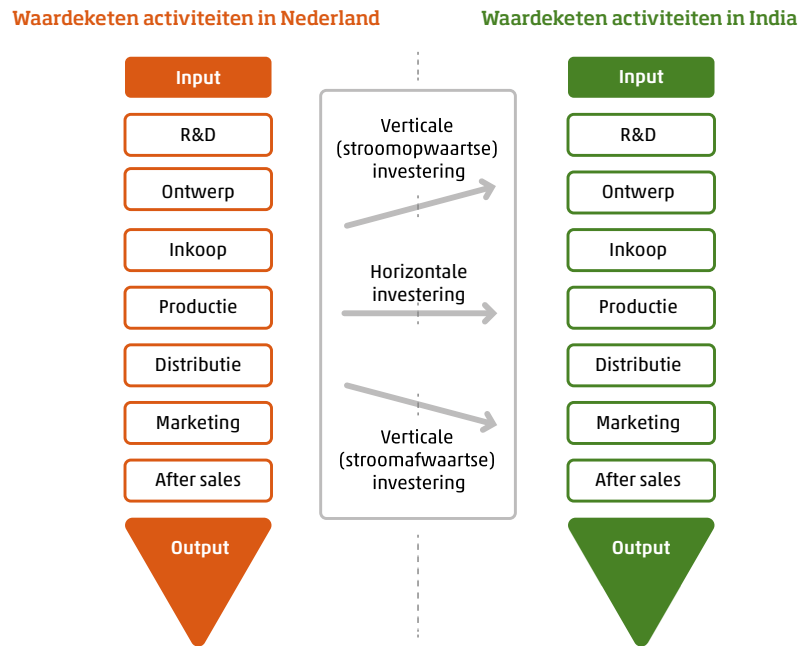 Waardeketen activiteiten in Nederland
Input
R&D
Ontwerp
Inkoop
Productie
Distributie
Marketing
After sales
Output
Verticale
(stroomopwaartse)
investering
Horizontale
investering
Verticale
(stroomafwaartse)
investering
Waardeketen activiteiten in India
Input
R&D
Ontwerp
Inkoop
Productie
Distributie
Marketing
After sales
Output